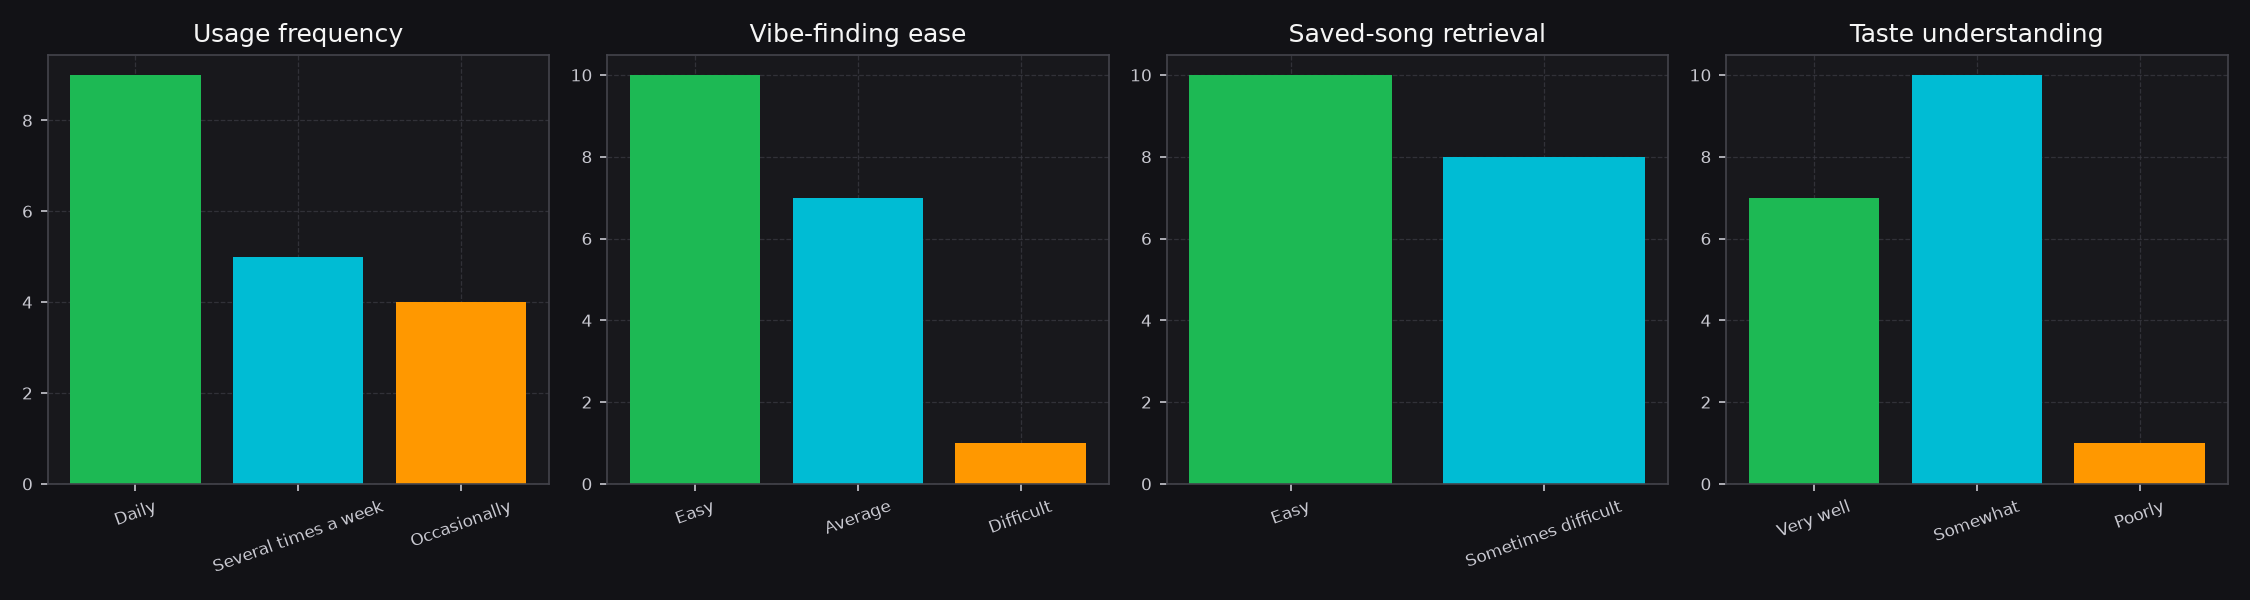 Usage frequency
8
6
4
2
0
Daily
Several times a week
Occasionally
Vibe-finding ease
10
8
6
4
2
0
Easy
Average
Difficult
Saved-song retrieval
10
8
6
4
2
0
Easy
Sometimes difficult
Taste understanding
10
8
6
4
2
0
Very well
Somewhat
Poorly